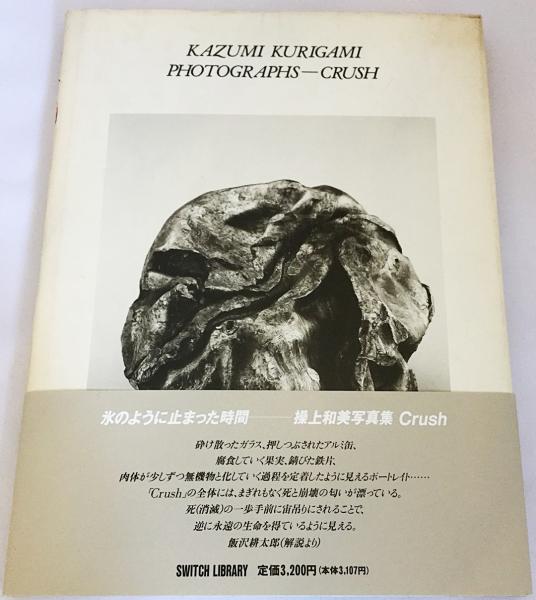 KAZUMI KURIGAMI
PHOTOGRAPHS—CRUSH
氷のように止まった時間———操上和美写真集 Crush
砕け散ったガラス、押しつぶされたアルミ缶、
腐食していく果実、錆びた鉄片、
肉体が少しずつ無機物と化していく過程を定着したように見えるポートレイト……
「Crush」の全体には、まぎれもなく死と崩壊の匂いが漂っている。
死(消滅)の一歩手前に宙吊りにされることで、
逆に永遠の生命を得ているように見える。
飯沢耕太郎(解説より)
SWITCH LIBRARY 定価3,200円(本体3,107円)